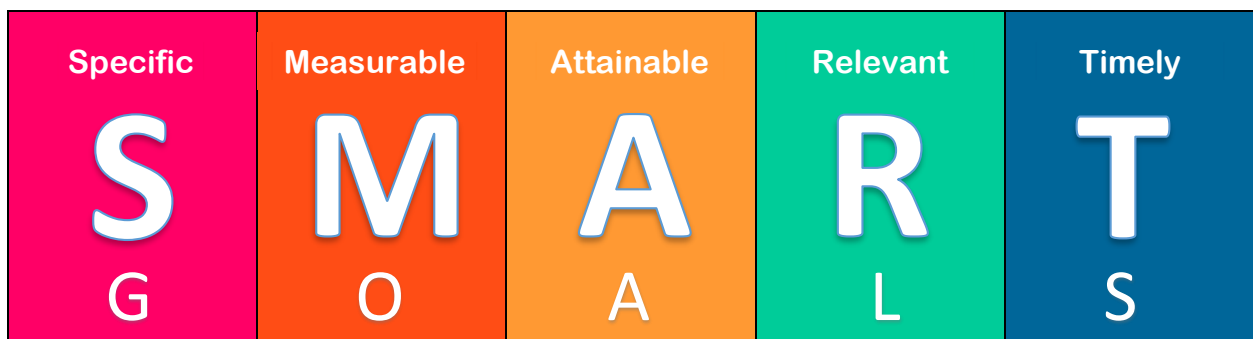 Specific Measurable Attainable Relevant Timely
S M A R T
G O A L S